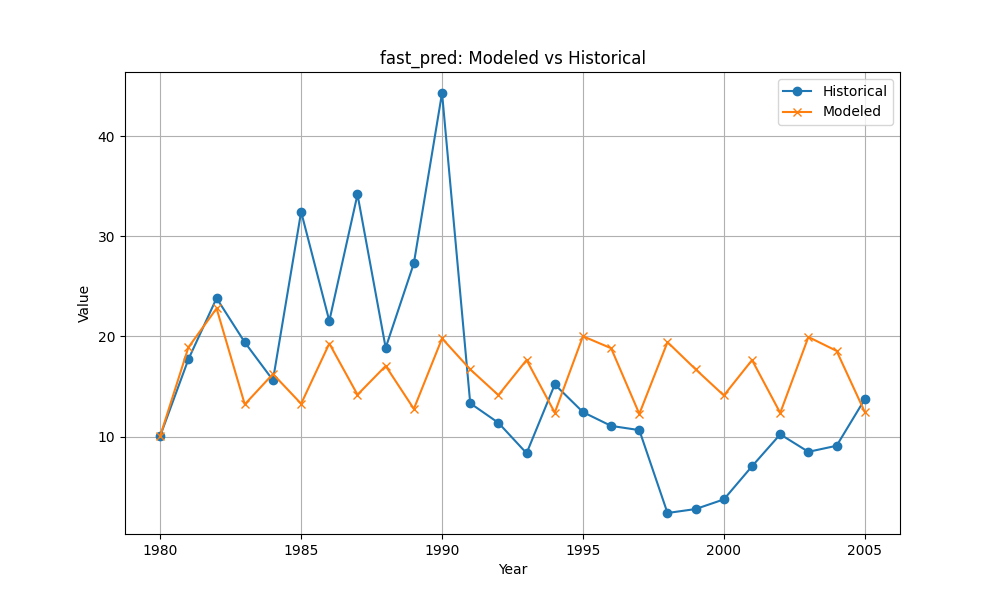 fast_pred: Modeled vs Historical
Historical
Modeled
Value
40
30
20
10
1980 1985 1990 1995 2000 2005
Year